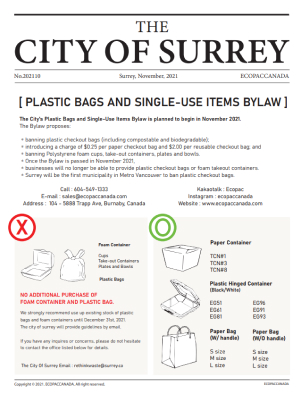 THE
CITY OF SURREY
No.202110 Surrey, November, 2021 ECOPACCANADA
[ PLASTIC BAGS AND SINGLE-USE ITEMS BYLAW ]
The City's Plastic Bags and Single-Use Items Bylaw is planned to begin in November 2021.
The Bylaw proposes:
+ banning plastic checkout bags (including compostable and biodegradable);
+ introducing a charge of $0.25 per paper checkout bag and $2.00 per reusable checkout bag; and
+ banning Polystyrene foam cups, take-out containers, plates and bowls.
+ Once the Bylaw is passed in November 2021,
+ businesses will no longer be able to provide plastic checkout bags or foam takeout containers.
+ Surrey will be the first municipality in Metro Vancouver to ban plastic checkout bags.
Call : 604-549-1333
E-mail : sales@ecopaccanada.com
Address : 104 - 5888 Trapp Ave, Burnaby, Canada
Kakaotalk : Ecopac
Instagram : ecopaccanada
Website : www.ecopaccanada.com
X
Foam Container
Cups
Take-out Containers
Plates and Bowls
Plastic Bags
NO ADDITIONAL PURCHASE OF
FOAM CONTAINER AND PLASTIC BAG.
We strongly recommend use up existing stock of plastic
bags and foam containers until December 31st, 2021.
The city of surrey will provide guidelines by email.
If you have any inquires or concerns, please do not hesitate
to contact the office listed below for details.
The City Of Surrey Email : rethinkwaste@surrey.ca
O
Paper Container
TCN#1
TCN#3
TCN#8
Plastic Hinged Container
(Black/White)
EG51 EG96
EG61 EG91
EG81 EG93
Paper Bag
(W/ handle)
S size
M size
L size
Paper Bag
(W/O handle)
S size
M size
L size
Copyright © 2021. ECOPACCANADA. All right reserved.
ECOPACCANADA